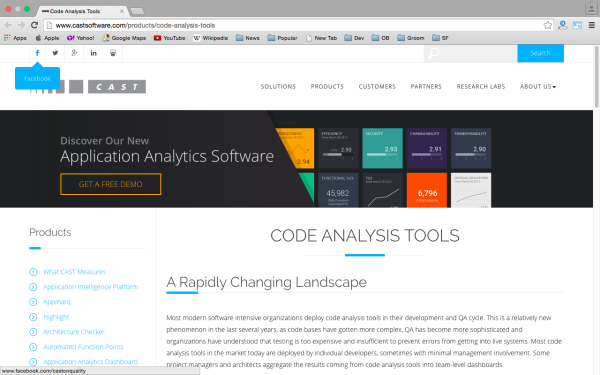 Code Analysis Tools
www.castsoftware.com/products/code-analysis-tools
Apps Apple Yahoo! Google Maps YouTube Wikipedia News Popular New Tab Dev OB Groom SF
Search
Facebook
CAST
SOLUTIONS PRODUCTS CUSTOMERS PARTNERS RESEARCH LABS ABOUT US
Discover Our New
Application Analytics Software
GET A FREE DEMO
EFFICIENCY SECURITY CHANGEABILITY TRANSFERABILITY
2.94 2.90 2.93 2.91 2.90
FUNCTIONAL SIZE
45,982
6,796
Products
What CAST Measures
Application Intelligence Platform
Appmarq
Highlight
Architecture Checker
Automated Function Points
Application Analytics Dashboard
CODE ANALYSIS TOOLS
A Rapidly Changing Landscape
Most modern software intensive organizations deploy code analysis tools in their development and QA cycle. This is a relatively new
phenomenon in the last several years, as code bases have gotten more complex, QA has become more sophisticated and
organizations have understood that testing is too expensive and insufficient to prevent errors from getting into live systems. Most code
analysis tools in the market today are deployed by individual developers, sometimes with minimal management involvement. Some
project managers and architects aggregate the results coming from code analysis tools into team-level dashboards.
www.facebook.com/castonquality